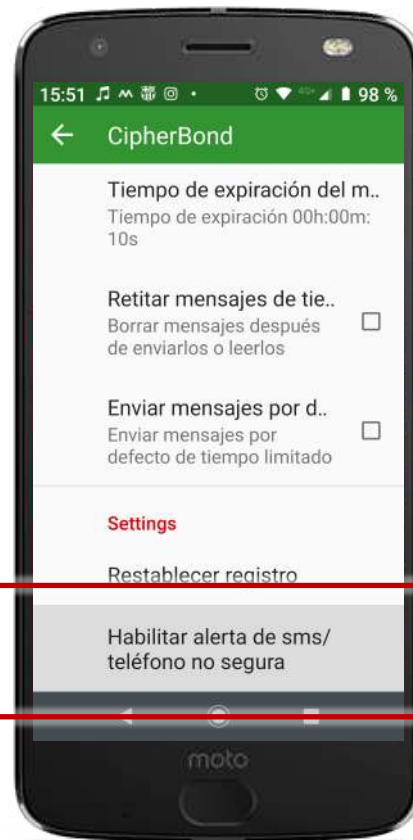 15:51 98 %
CipherBond
Tiempo de expiración del m..
Tiempo de expiración 00h:00m:
10s
Retitar mensajes de tie..
Borrar mensajes después
de enviarlos o leerlos
Enviar mensajes por d..
Enviar mensajes por
defecto de tiempo limitado
Settings
Restablecer registro
Habilitar alerta de sms/
teléfono no segura
moto